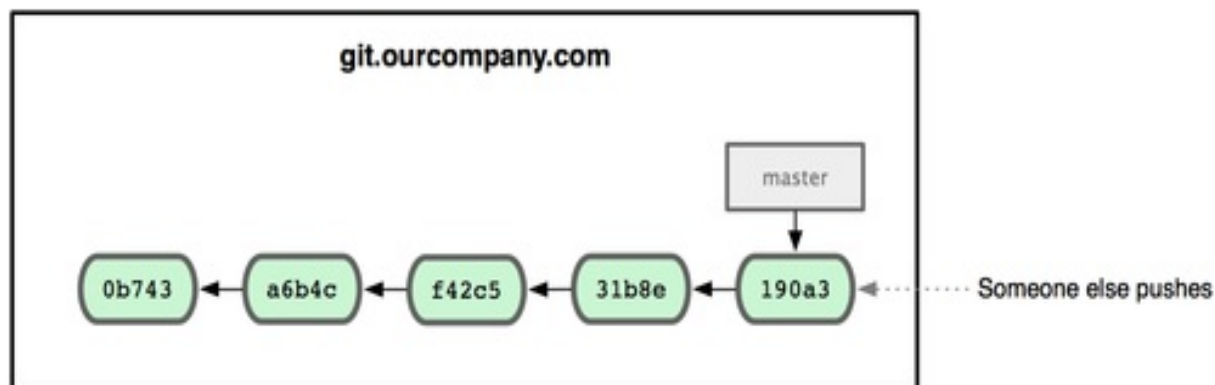 git.ourcompany.com
master
0b743
a6b4c
f42c5
31b8e
190a3
Someone else pushes